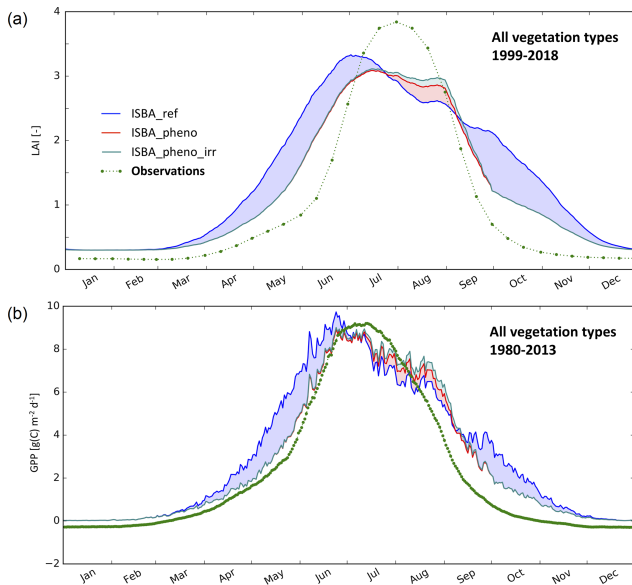 (a)
All vegetation types
1999-2018
4
3
2
1
0
LAI [-]
ISBA_ref
ISBA_pheno
ISBA_pheno_irr
Observations
Jan Feb Mar Apr May Jun Jul Aug Sep Oct Nov Dec
(b)
All vegetation types
1980-2013
10
8
6
4
2
0
−2
GPP [g(C) m⁻² d⁻¹]
Jan Feb Mar Apr May Jun Jul Aug Sep Oct Nov Dec